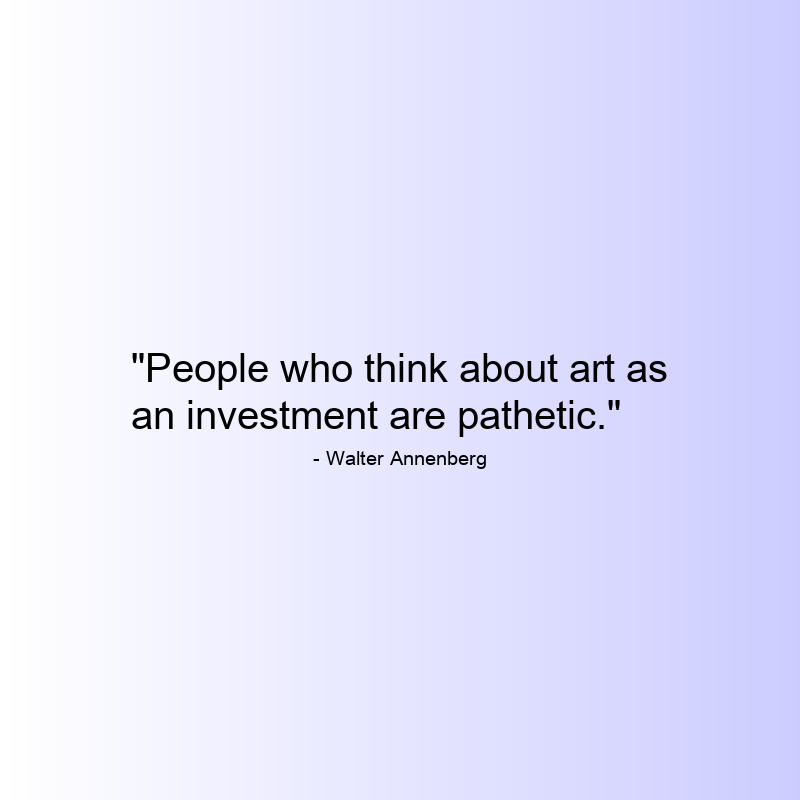 "People who think about art as
an investment are pathetic."
- Walter Annenberg